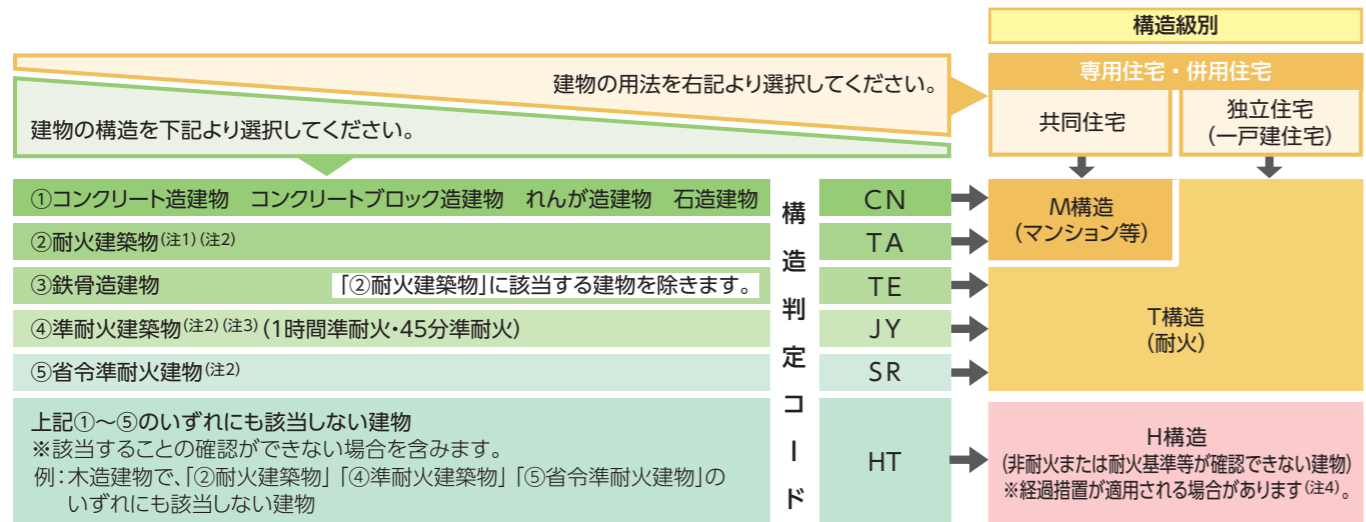 構造級別
専用住宅・併用住宅
建物の用法を右記より選択してください。
建物の構造を下記より選択してください。
共同住宅
独立住宅
(一戸建住宅)
①コンクリート造建物 コンクリートブロック造建物 れんが造建物 石造建物
②耐火建築物(注1)(注2)
③鉄骨造建物 「②耐火建築物」に該当する建物を除きます。
④準耐火建築物(注2)(注3)(1時間準耐火・45分準耐火)
⑤省令準耐火建物(注2)
上記①~⑤のいずれにも該当しない建物
※該当することの確認ができない場合を含みます。
例:木造建物で、「②耐火建築物」「④準耐火建築物」「⑤省令準耐火建物」の
いずれにも該当しない建物
構造判定コード
CN
TA
TE
JY
SR
HT
M構造
(マンション等)
T構造
(耐火)
H構造
(非耐火または耐火基準等が確認できない建物)
※経過措置が適用される場合があります(注4)。